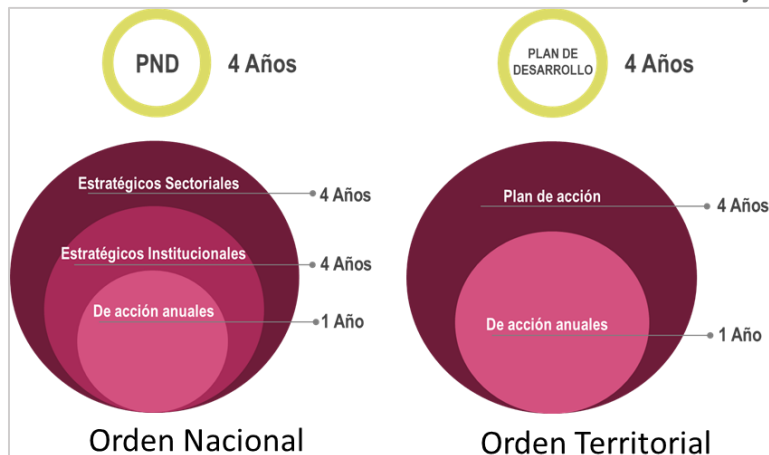 PND
4 Años
PLAN DE
DESARROLLO
4 Años
Estratégicos Sectoriales
4 Años
Estratégicos Institucionales
4 Años
De acción anuales
1 Año
Plan de acción
4 Años
De acción anuales
1 Año
Orden Nacional
Orden Territorial